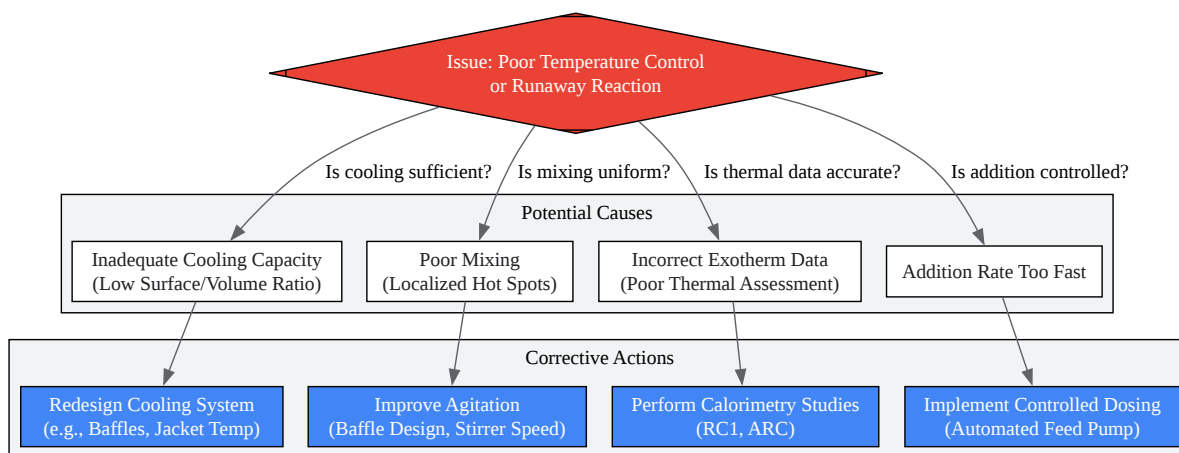 Issue: Poor Temperature Control
or Runaway Reaction
Is cooling sufficient?
Is mixing uniform?
Is thermal data accurate?
Is addition controlled?
Potential Causes
Inadequate Cooling Capacity
(Low Surface/Volume Ratio)
Poor Mixing
(Localized Hot Spots)
Incorrect Exotherm Data
(Poor Thermal Assessment)
Addition Rate Too Fast
Corrective Actions
Redesign Cooling System
(e.g., Baffles, Jacket Temp)
Improve Agitation
(Baffle Design, Stirrer Speed)
Perform Calorimetry Studies
(RC1, ARC)
Implement Controlled Dosing
(Automated Feed Pump)